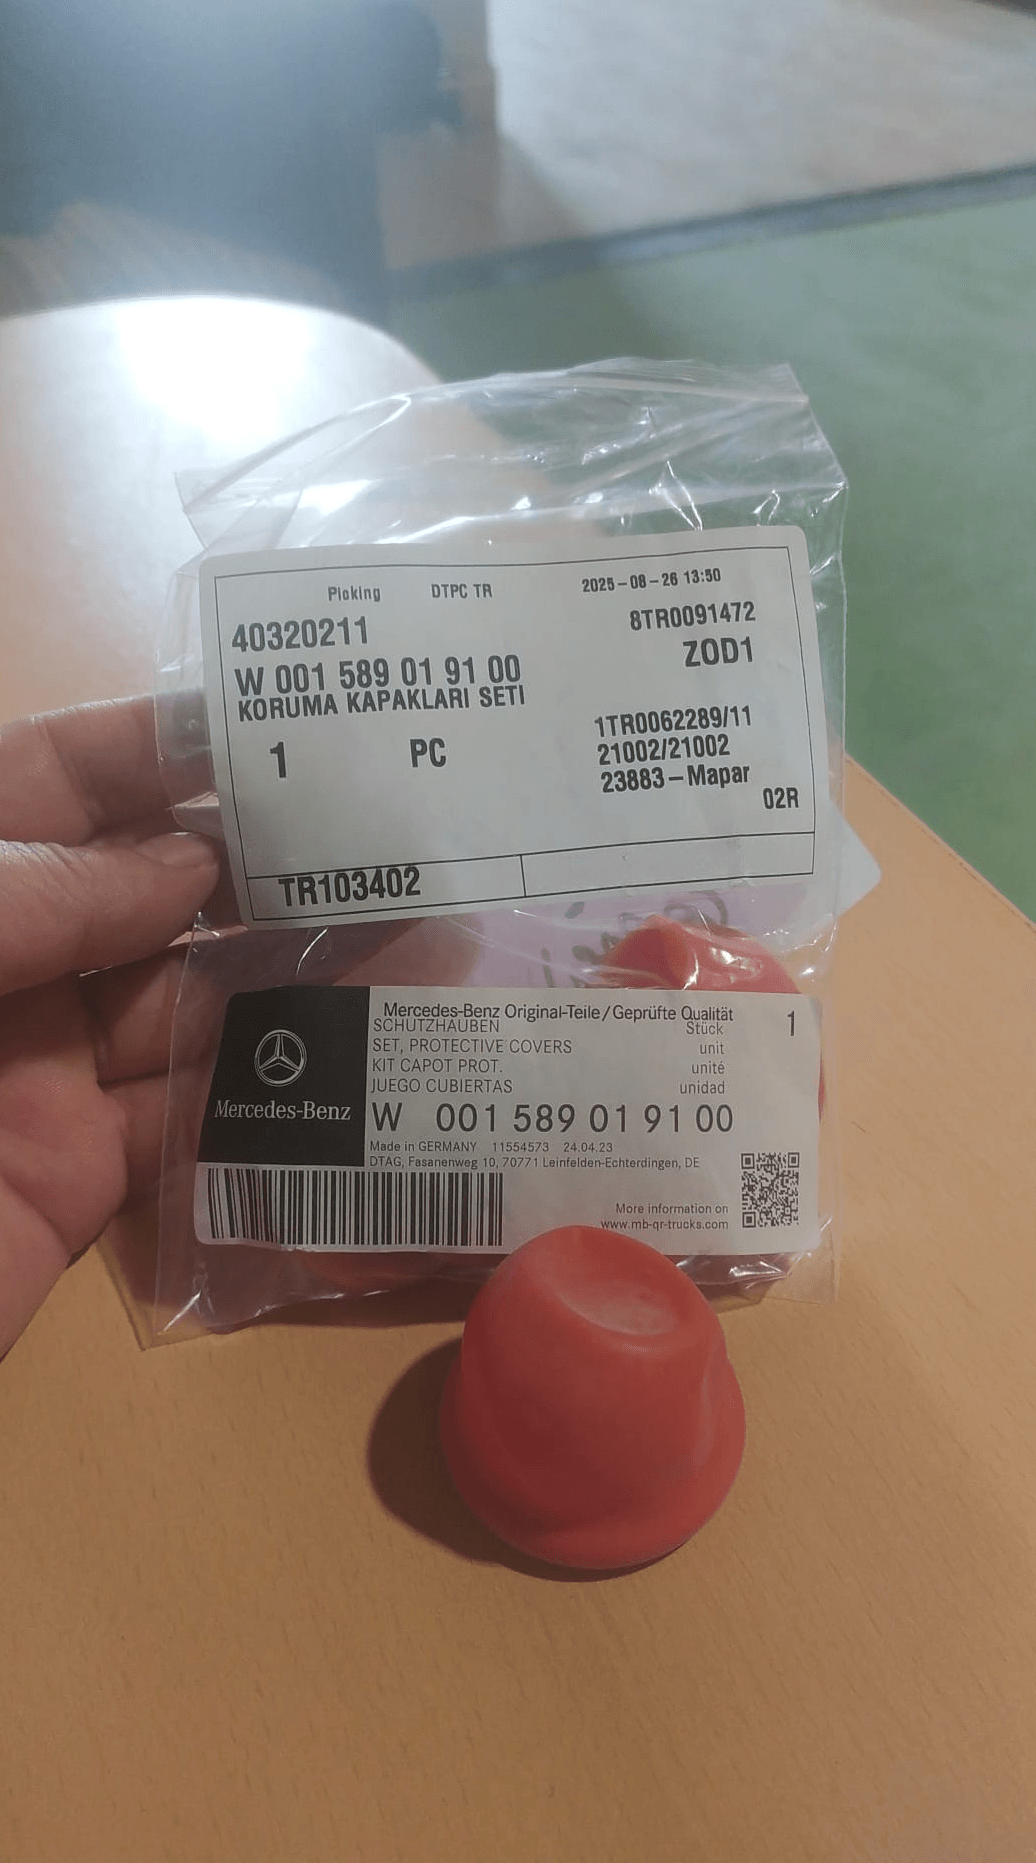 Picking DTPC TR 2025-08-26 13:50
40320211 8TR0091472
W 001 589 01 91 00 ZOD1
KORUMA KAPAKLARI SETI
1 PC 1TR0062289/11
21002/21002
23883-Mapar
02R
TR103402
Mercedes-Benz Original-Teile/Geprüfte Qualität 1
SCHUTZHAUBEN Stück
SET, PROTECTIVE COVERS unit
KIT CAPOT PROT. unité
JUEGO CUBIERTAS unidad
Mercedes-Benz
W 001 589 01 91 00
Made in GERMANY 11554573 24.04.23
DTAG, Fasanenweg 10, 70771 Leinfelden-Echterdingen, DE
More information on
www.mb-qr-trucks.com